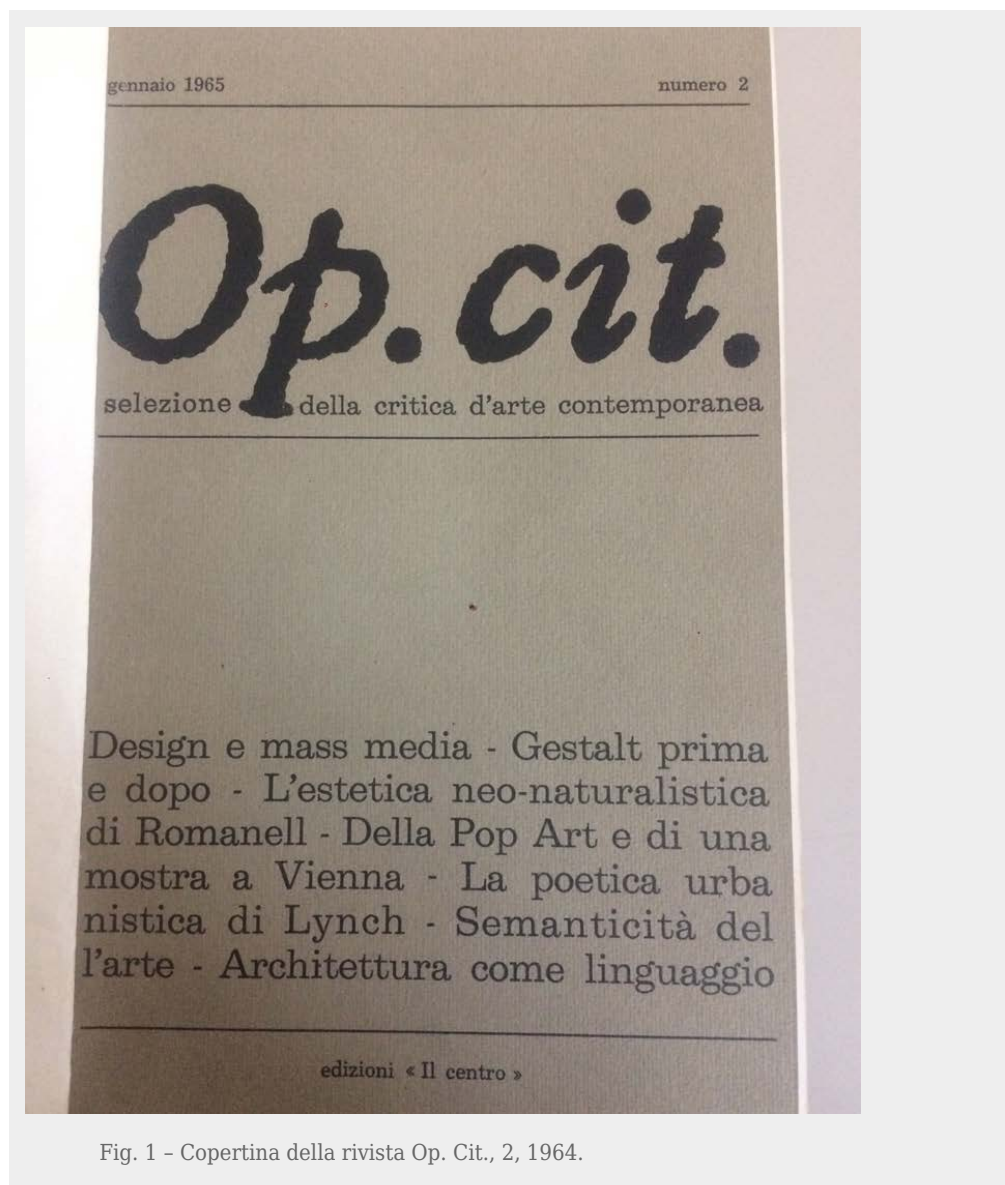 gennaio 1965 numero 2
Op. cit.
selezione della critica d'arte contemporanea
Design e mass media - Gestalt prima
e dopo - L'estetica neo-naturalistica
di Romanell - Della Pop Art e di una
mostra a Vienna - La poetica urba
nistica di Lynch - Semanticità del
l'arte - Architettura come linguaggio
edizioni « Il centro »
Fig. 1 – Copertina della rivista Op. Cit., 2, 1964.